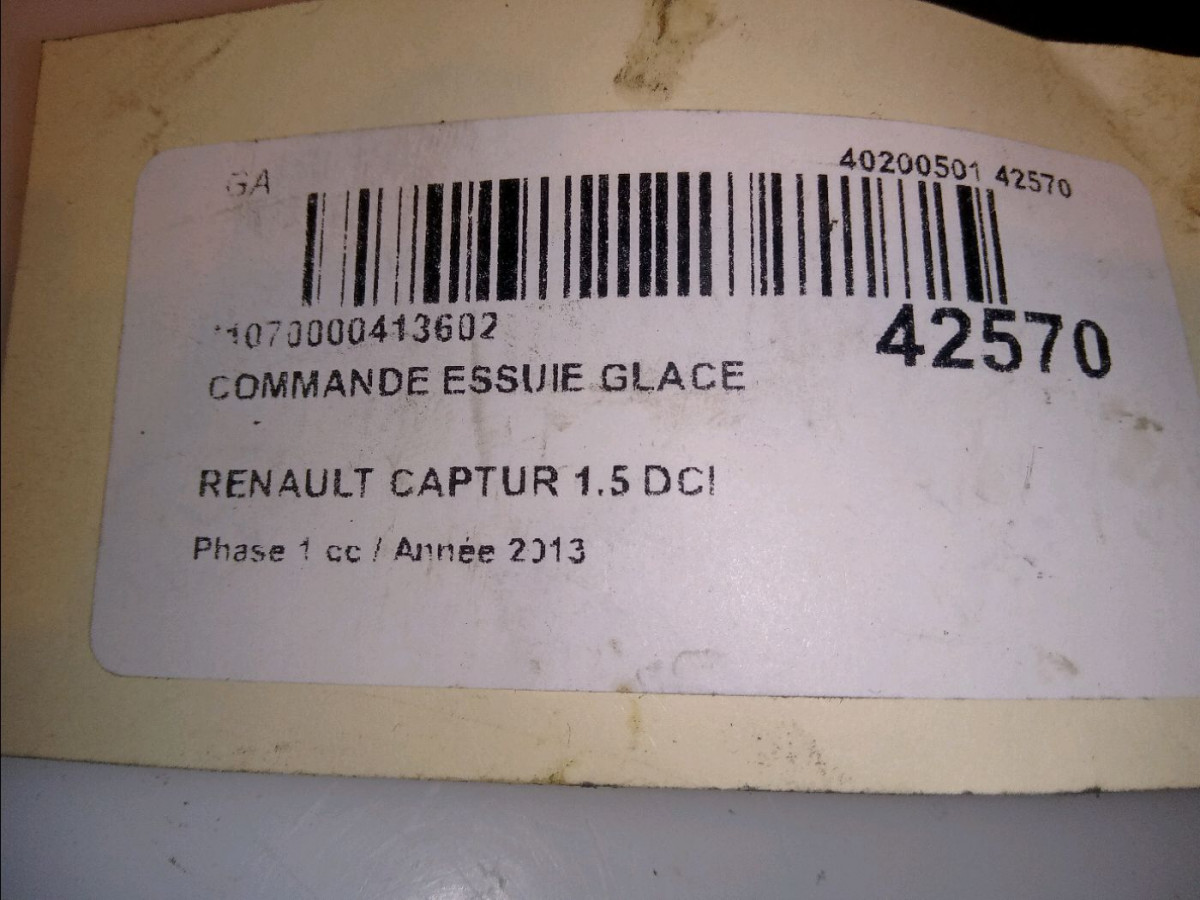 GA 40200501 42570
*1070000413602 42570
COMMANDE ESSUIE GLACE
RENAULT CAPTUR 1.5 DCI
Phase 1 cc / Année 2013